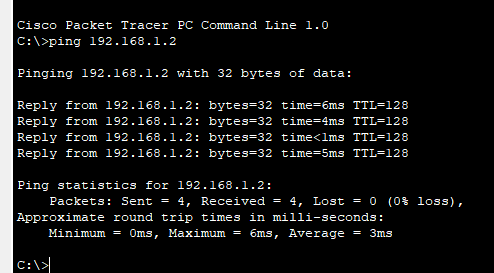 Cisco Packet Tracer PC Command Line 1.0
C:\>ping 192.168.1.2
Pinging 192.168.1.2 with 32 bytes of data:
Reply from 192.168.1.2: bytes=32 time=6ms TTL=128
Reply from 192.168.1.2: bytes=32 time=4ms TTL=128
Reply from 192.168.1.2: bytes=32 time<1ms TTL=128
Reply from 192.168.1.2: bytes=32 time=5ms TTL=128
Ping statistics for 192.168.1.2:
Packets: Sent = 4, Received = 4, Lost = 0 (0% loss),
Approximate round trip times in milli-seconds:
Minimum = 0ms, Maximum = 6ms, Average = 3ms
C:\>